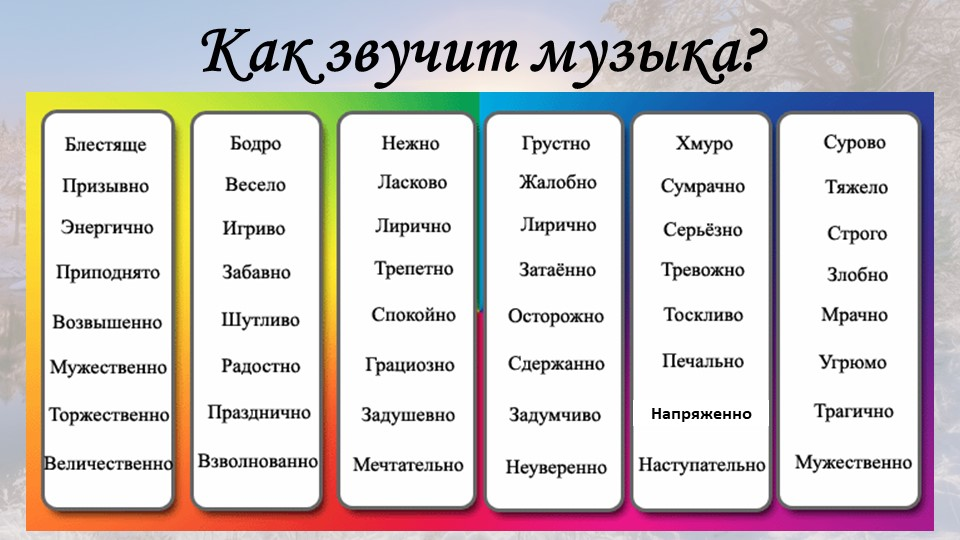 Как звучит музыка?
Блестяще
Призывно
Энергично
Приподнято
Возвышенно
Мужественно
Торжественно
Величественно
Бодро
Весело
Игриво
Забавно
Шутливо
Радостно
Празднично
Взволнованно
Нежно
Ласково
Лирично
Трепетно
Спокойно
Грациозно
Задушевно
Мечтательно
Грустно
Жалобно
Лирично
Затаённо
Осторожно
Сдержанно
Задумчиво
Неуверенно
Хмуро
Сумрачно
Серьёзно
Тревожно
Тоскливо
Печально
Напряженно
Наступательно
Сурово
Тяжело
Строго
Злобно
Мрачно
Угрюмо
Трагично
Мужественно